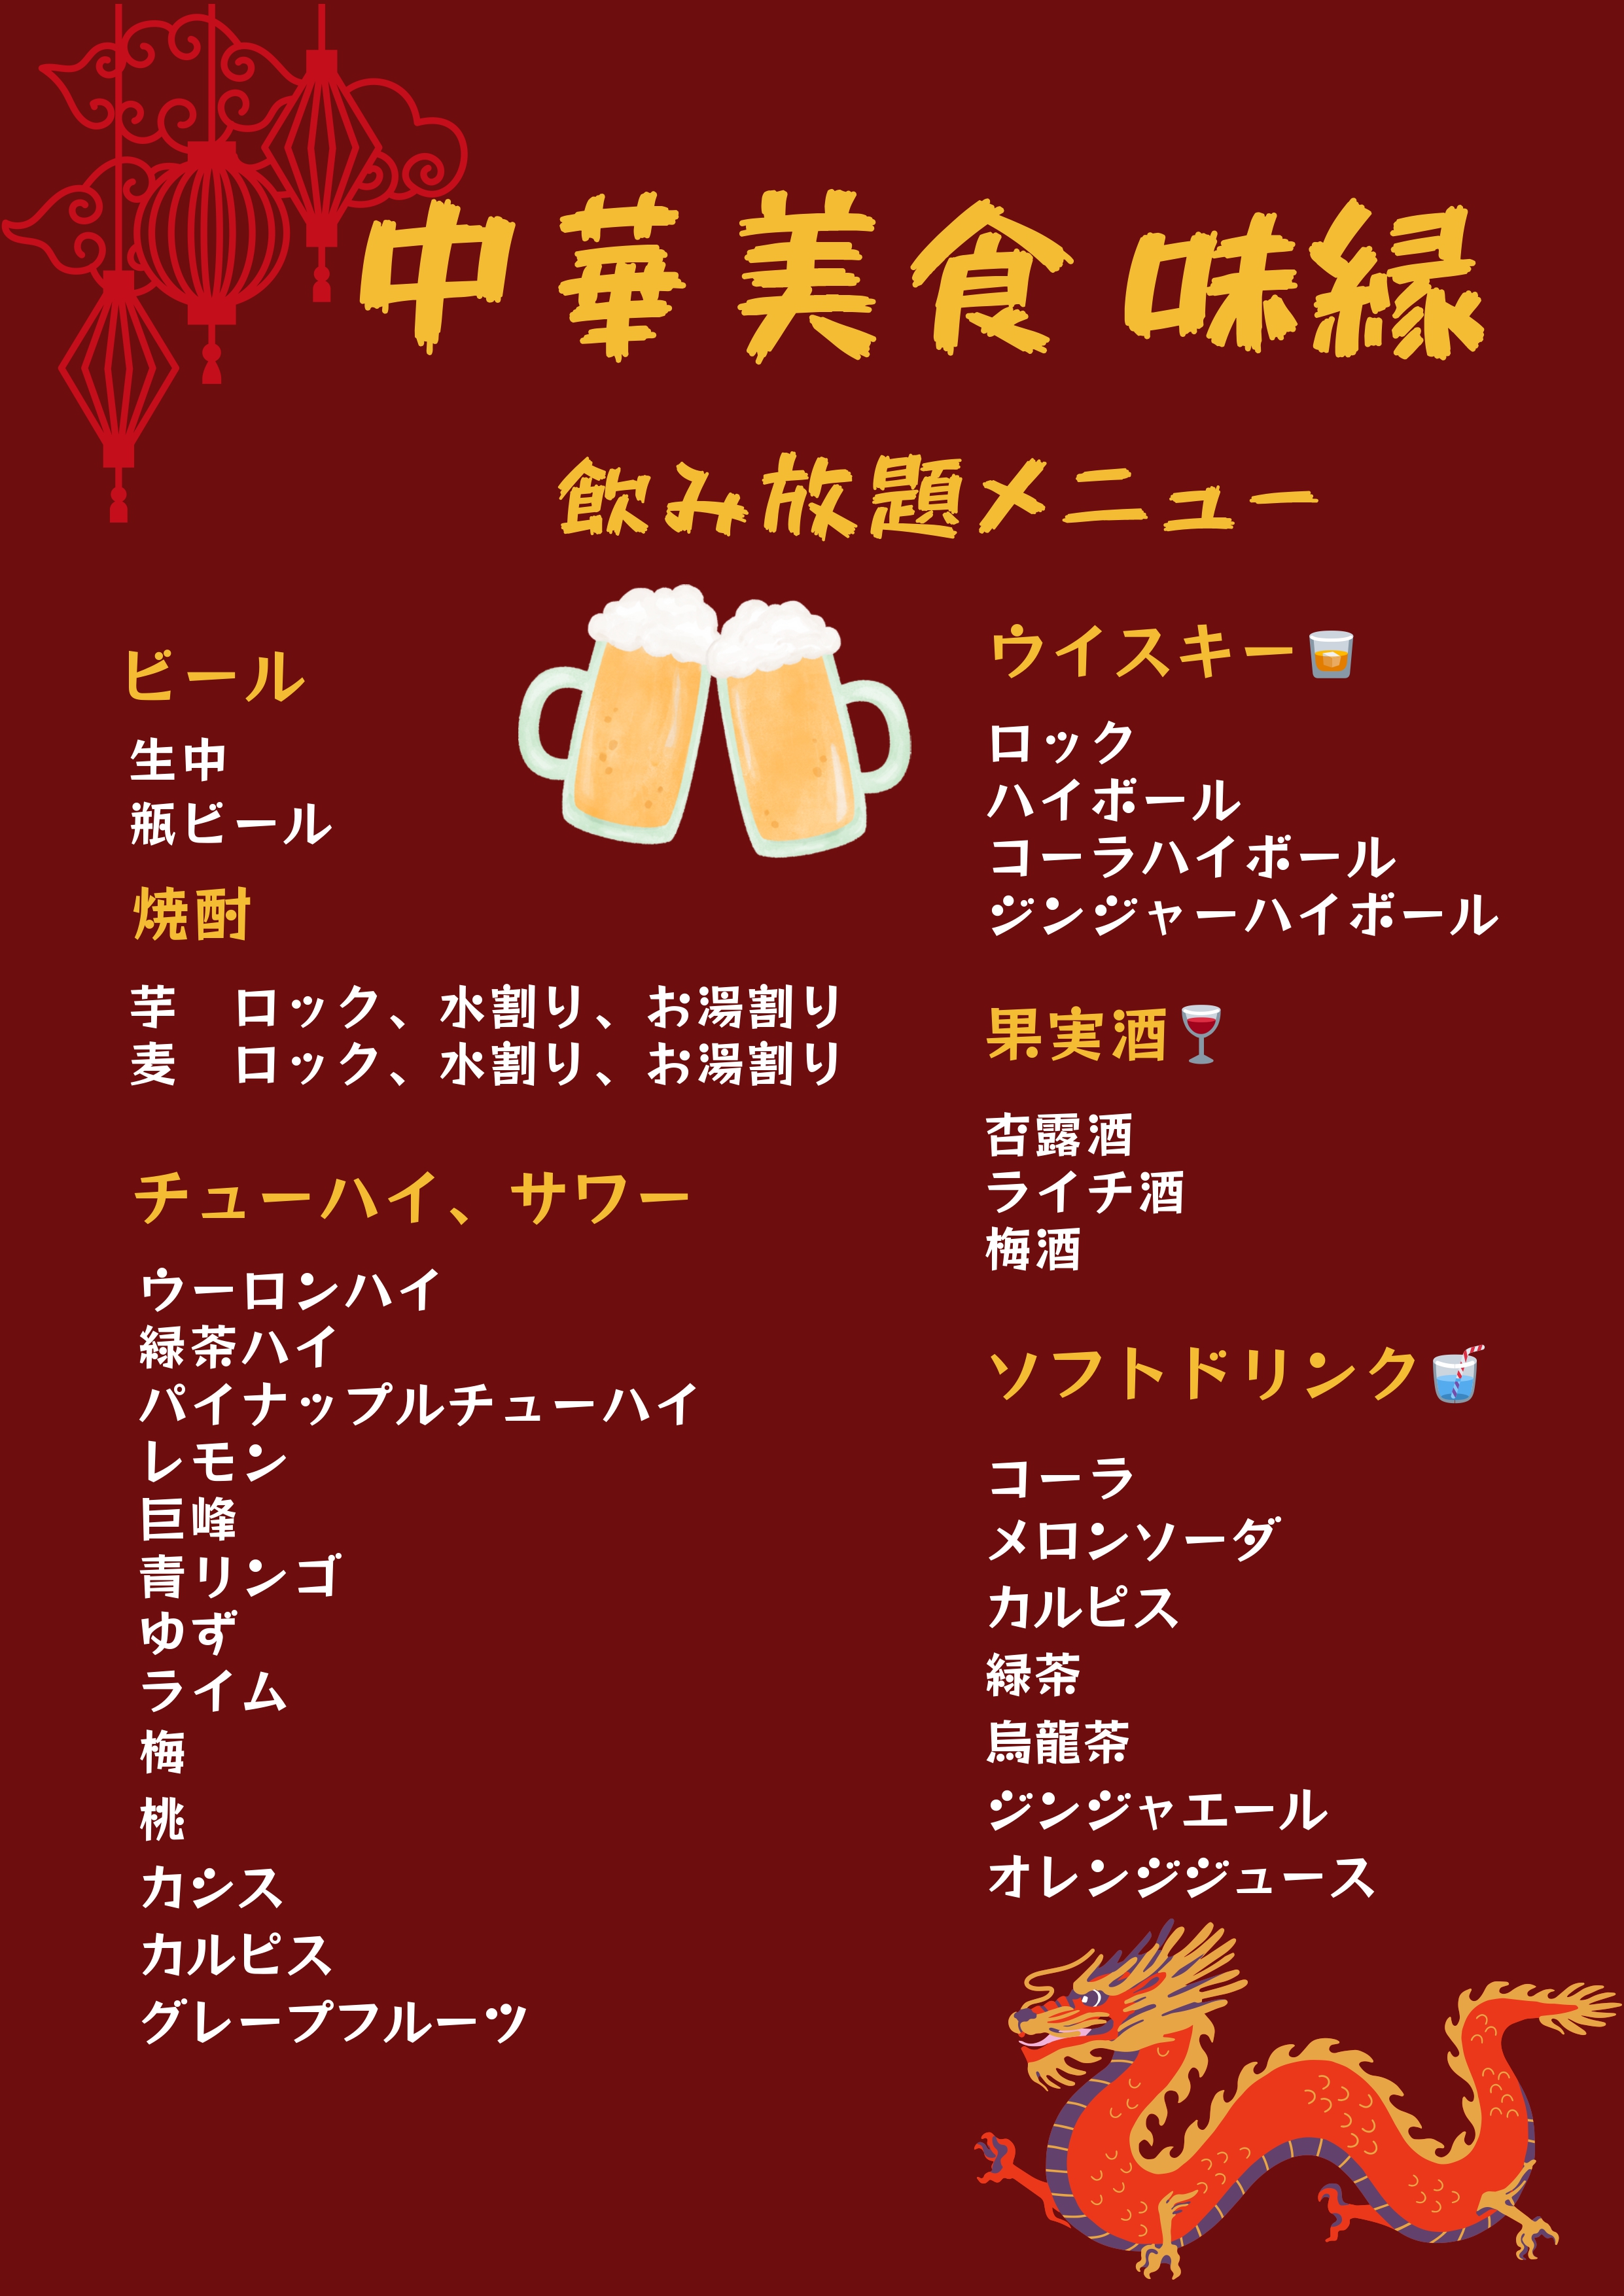 中華美食 味縁
飲み放題メニュー
ビール
生中
瓶ビール
焼酎
芋　ロック、水割り、お湯割り
麦　ロック、水割り、お湯割り
チューハイ、サワー
ウーロンハイ
緑茶ハイ
パイナップルチューハイ
レモン
巨峰
青リンゴ
ゆず
ライム
梅
桃
カシス
カルピス
グレープフルーツ
ウイスキー
ロック
ハイボール
コーラハイボール
ジンジャーハイボール
果実酒
杏露酒
ライチ酒
梅酒
ソフトドリンク
コーラ
メロンソーダ
カルピス
緑茶
烏龍茶
ジンジャエール
オレンジジュース